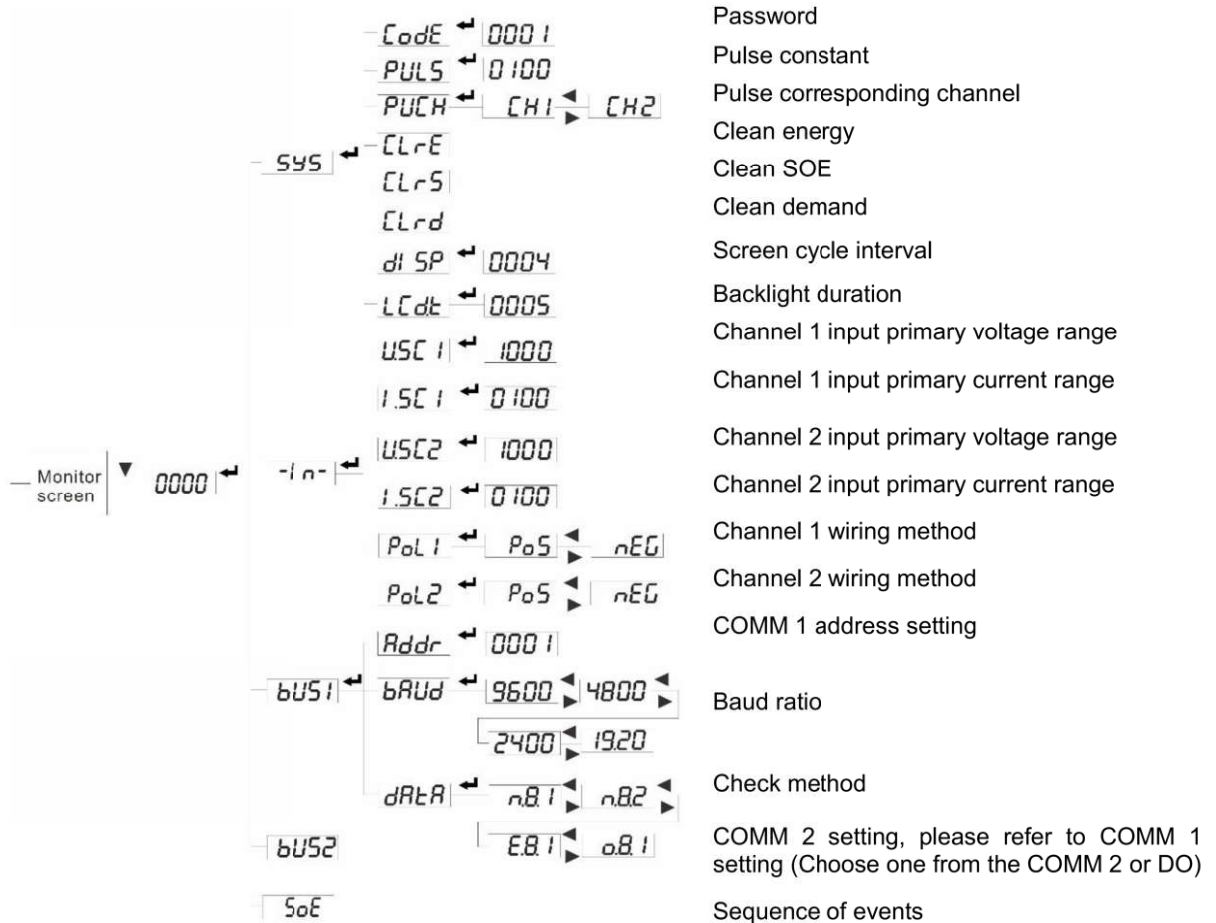 CodE 0001 Password
PULS 0100 Pulse constant
PUCH CH1 CH2 Pulse corresponding channel
CLrE Clean energy
SYS
CLrS Clean SOE
CLrd Clean demand
dISP 0004 Screen cycle interval
LCd.t 0005 Backlight duration
U.SC1 1000 Channel 1 input primary voltage range
I.SC1 0100 Channel 1 input primary current range
U.SC2 1000 Channel 2 input primary voltage range
Monitor screen 0000 -In-
I.SC2 0100 Channel 2 input primary current range
PoL1 PoS nEG Channel 1 wiring method
PoL2 PoS nEG Channel 2 wiring method
Addr 0001 COMM 1 address setting
bUS1 bAUd 9600 4800 Baud ratio
2400 19.20
dAtA n.8.1 n.8.2 Check method
E.8.1 o.8.1
bUS2 COMM 2 setting, please refer to COMM 1
setting (Choose one from the COMM 2 or DO)
SoE Sequence of events